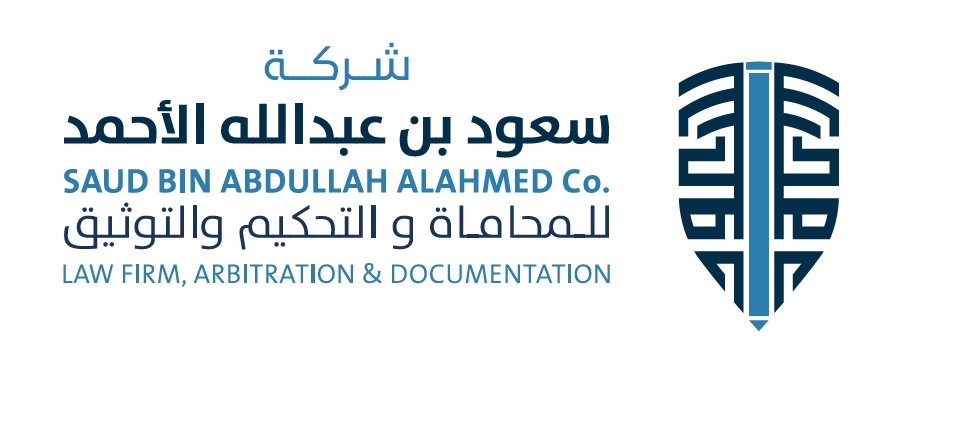 شركة
سعود بن عبدالله الأحمد
SAUD BIN ABDULLAH ALAHMED Co.
للمحاماة و التحكيم والتوثيق
LAW FIRM, ARBITRATION & DOCUMENTATION